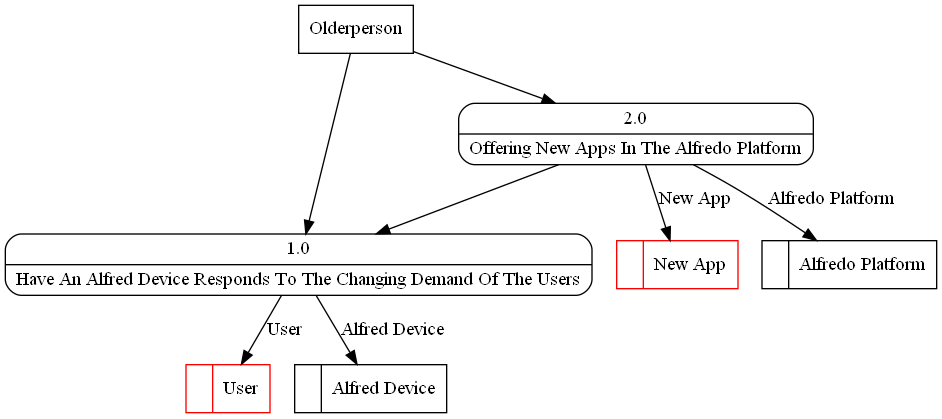 Olderperson
2.0
Offering New Apps In The Alfredo Platform
New App
Alfredo Platform
1.0
New App
Alfredo Platform
Have An Alfred Device Responds To The Changing Demand Of The Users
User
Alfred Device
User
Alfred Device